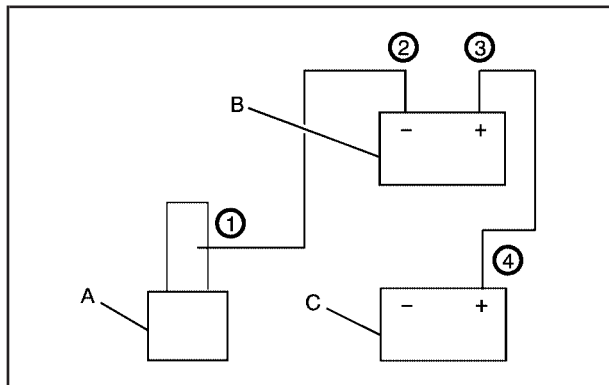 ② ③
B
− +
①
④
A
C
− +